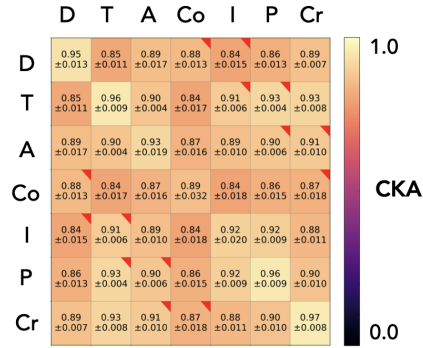 D T A Co I P Cr
D 0.95 0.85 0.89 0.88 0.84 0.86 0.89
±0.013 ±0.011 ±0.017 ±0.013 ±0.015 ±0.013 ±0.007
T 0.85 0.96 0.90 0.84 0.91 0.93 0.93
±0.011 ±0.009 ±0.004 ±0.017 ±0.006 ±0.004 ±0.008
A 0.89 0.90 0.93 0.87 0.89 0.90 0.91
±0.017 ±0.004 ±0.019 ±0.016 ±0.010 ±0.006 ±0.010
Co 0.88 0.84 0.87 0.89 0.84 0.86 0.87
±0.013 ±0.017 ±0.016 ±0.032 ±0.018 ±0.015 ±0.018
I 0.84 0.91 0.89 0.84 0.92 0.92 0.88
±0.015 ±0.006 ±0.010 ±0.018 ±0.020 ±0.009 ±0.011
P 0.86 0.93 0.90 0.86 0.92 0.96 0.90
±0.013 ±0.004 ±0.006 ±0.015 ±0.009 ±0.009 ±0.010
Cr 0.89 0.93 0.91 0.87 0.88 0.90 0.97
±0.007 ±0.008 ±0.010 ±0.018 ±0.011 ±0.010 ±0.008
1.0
CKA
0.0